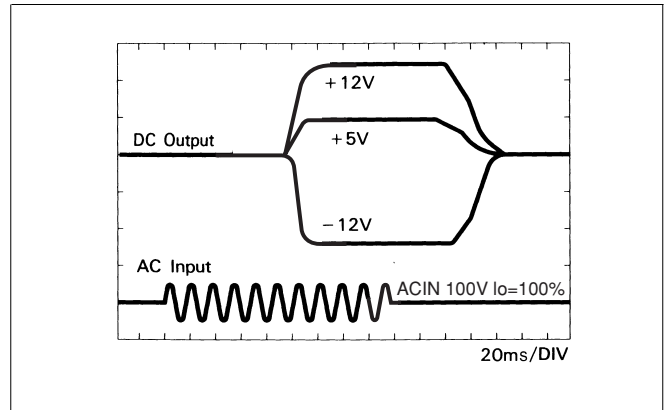 +12V
DC Output
+5V
−12V
AC Input
ACIN 100V Io=100%
20ms/DIV